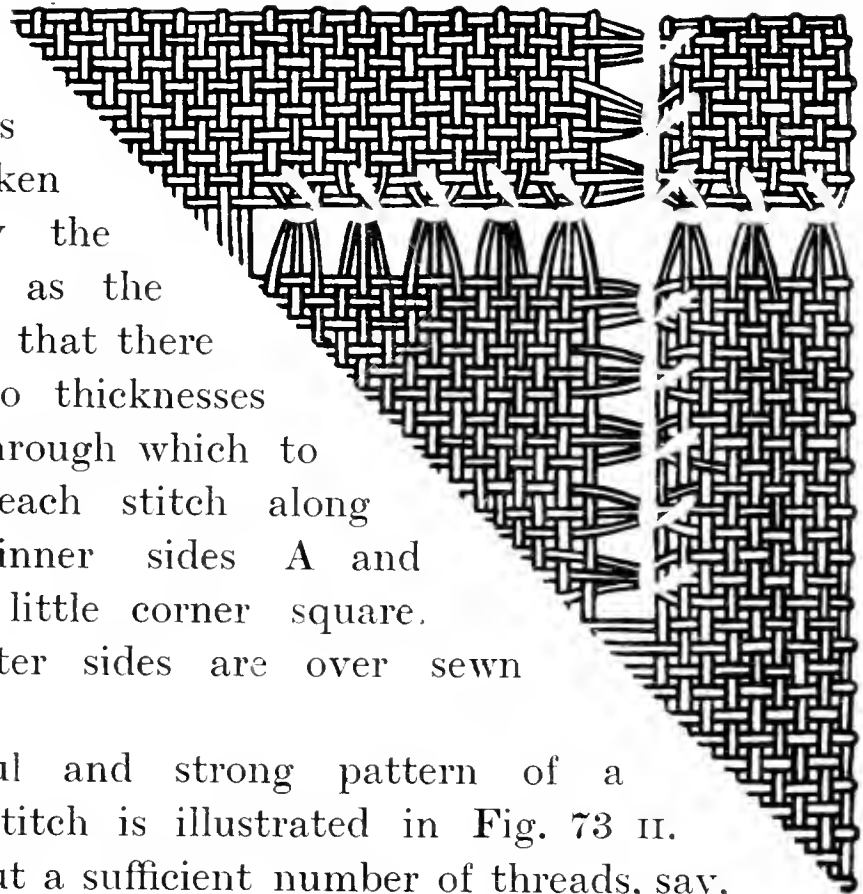 s
ken
the
as the
that there
o thicknesses
hrough which to
each stitch along
inner sides A and
little corner square.
ter sides are over sewn
ul and strong pattern of a
titch is illustrated in Fig. 73 II.
ut a sufficient number of threads, say,